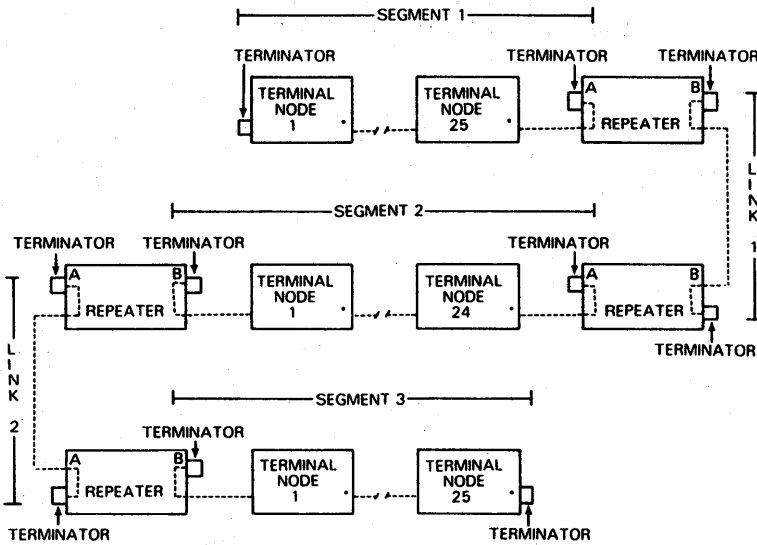 SEGMENT 1
TERMINATOR
TERMINATOR
TERMINATOR
TERMINAL
NODE
1
TERMINAL
NODE
25
A
B
REPEATER
LINK 1
SEGMENT 2
TERMINATOR
TERMINATOR
TERMINATOR
A
B
REPEATER
TERMINAL
NODE
1
TERMINAL
NODE
24
A
B
REPEATER
TERMINATOR
LINK 2
SEGMENT 3
TERMINATOR
A
B
REPEATER
TERMINAL
NODE
1
TERMINAL
NODE
25
TERMINATOR
TERMINATOR